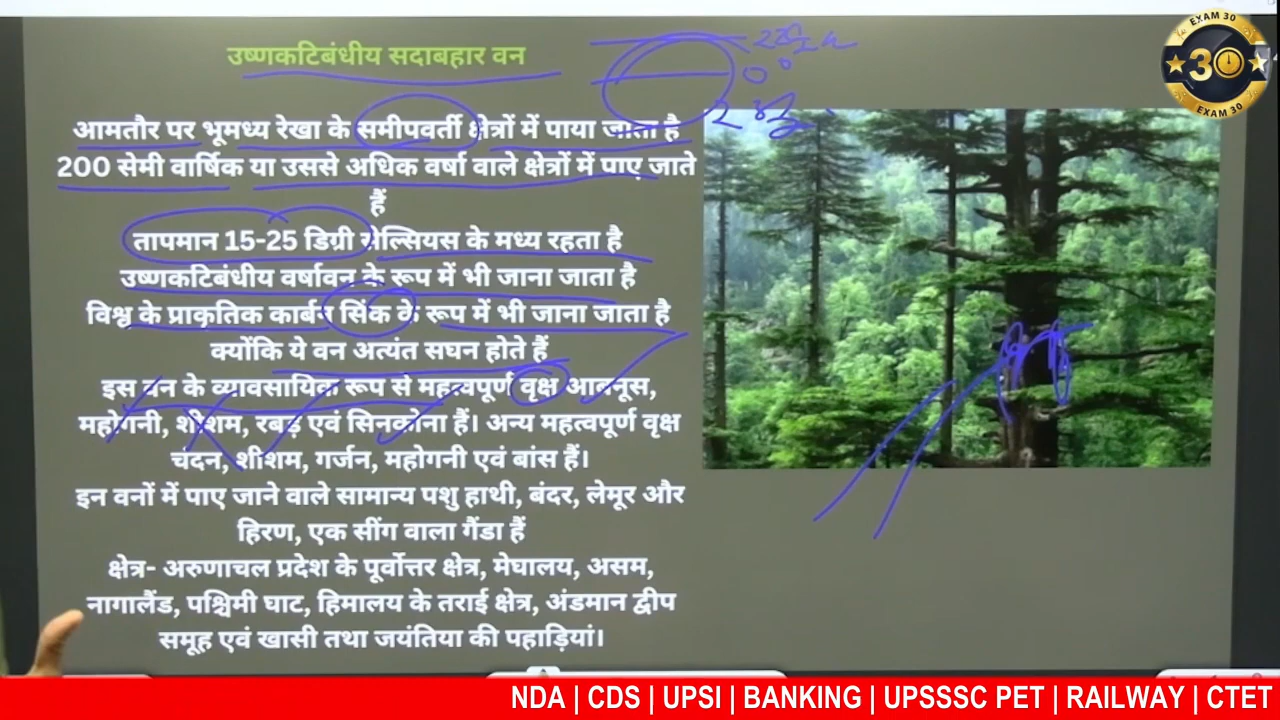 उष्णकटिबंधीय सदाबहार वन
0°
EXAM 30
30
EXAM 30
आमतौर पर भूमध्य रेखा के समीपवर्ती क्षेत्रों में पाया जाता है
200 सेमी वार्षिक या उससे अधिक वर्षा वाले क्षेत्रों में पाए जाते
हैं
तापमान 15-25 डिग्री सेल्सियस के मध्य रहता है
उष्णकटिबंधीय वर्षावन के रूप में भी जाना जाता है
विश्व के प्राकृतिक कार्बन सिंक के रूप में भी जाना जाता है
क्योंकि ये वन अत्यंत सघन होते हैं
इस वन के व्यावसायिक रूप से महत्वपूर्ण वृक्ष आबनूस,
महोगनी, शीशम, रबड़ एवं सिनकोना हैं। अन्य महत्वपूर्ण वृक्ष
चंदन, शीशम, गर्जन, महोगनी एवं बांस हैं।
इन वनों में पाए जाने वाले सामान्य पशु हाथी, बंदर, लेमूर और
हिरण, एक सींग वाला गैंडा हैं
क्षेत्र- अरुणाचल प्रदेश के पूर्वोत्तर क्षेत्र, मेघालय, असम,
नागालैंड, पश्चिमी घाट, हिमालय के तराई क्षेत्र, अंडमान द्वीप
समूह एवं खासी तथा जयंतिया की पहाड़ियां।
NDA | CDS | UPSI | BANKING | UPSSSC PET | RAILWAY | CTET